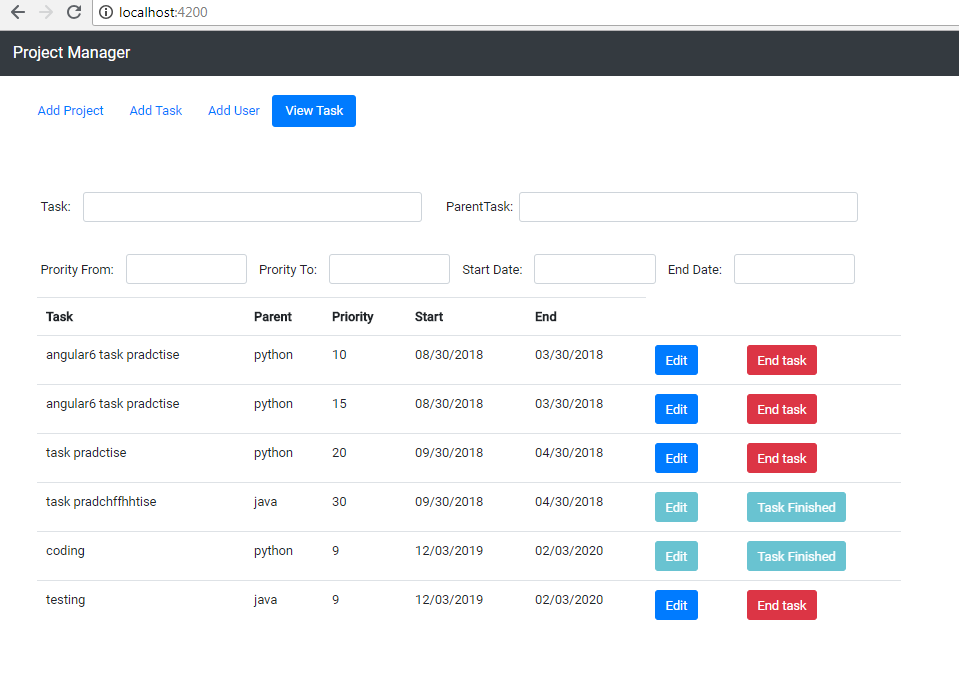 localhost:4200
Project Manager
Add Project Add Task Add User View Task
Task: ParentTask:
Prority From: Prority To: Start Date: End Date:
Task Parent Priority Start End
angular6 task pradctise python 10 08/30/2018 03/30/2018 Edit End task
angular6 task pradctise python 15 08/30/2018 03/30/2018 Edit End task
task pradctise python 20 09/30/2018 04/30/2018 Edit End task
task pradchffhhtise java 30 09/30/2018 04/30/2018 Edit Task Finished
coding python 9 12/03/2019 02/03/2020 Edit Task Finished
testing java 9 12/03/2019 02/03/2020 Edit End task